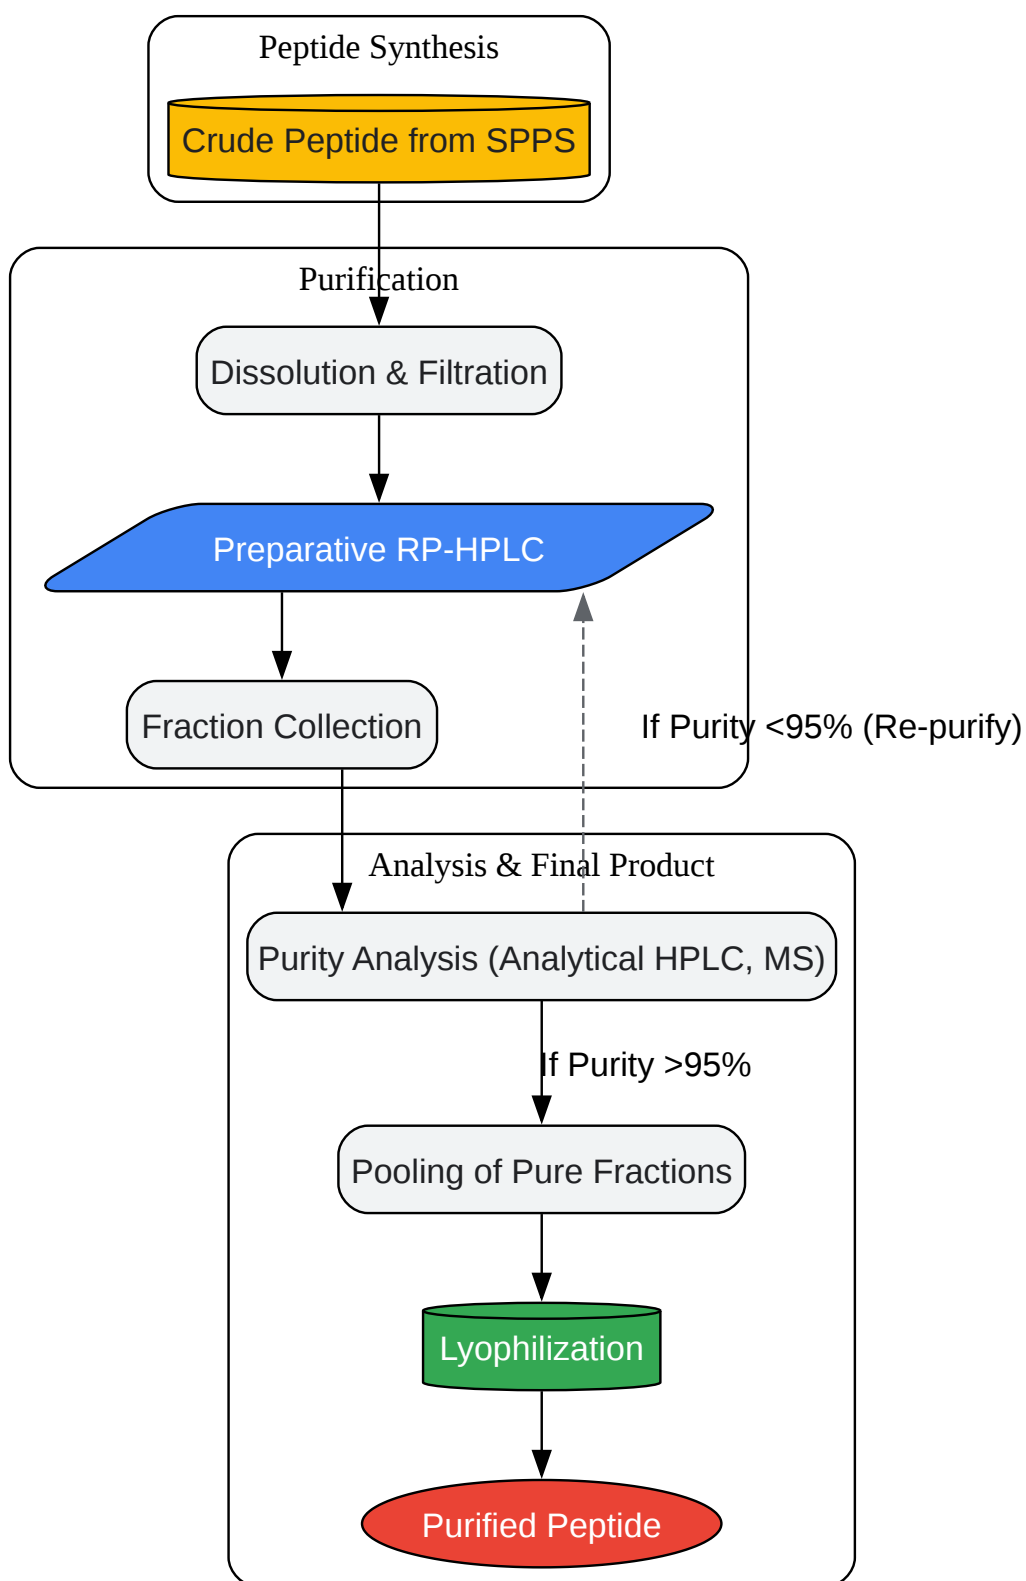 Peptide Synthesis
Crude Peptide from SPPS
Purification
Dissolution & Filtration
Preparative RP-HPLC
Fraction Collection
If Purity <95% (Re-purify)
Analysis & Final Product
Purity Analysis (Analytical HPLC, MS)
If Purity >95%
Pooling of Pure Fractions
Lyophilization
Purified Peptide